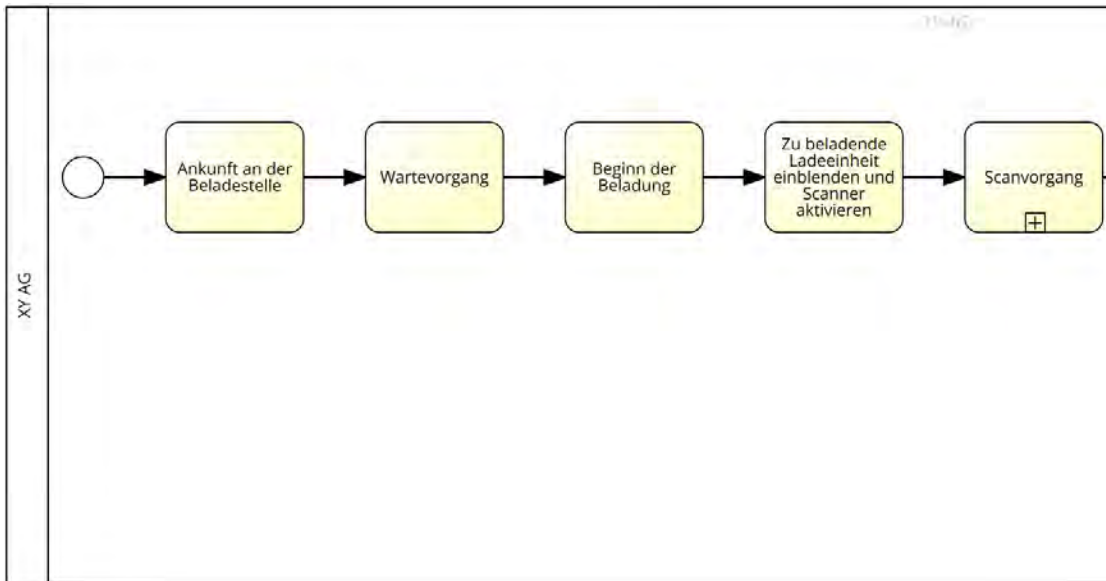 Ankunft an der
Beladestelle
Wartevorgang
Beginn der
Beladung
Zu beladende
Ladeeinheit
einblenden und
Scanner
aktivieren
Scanvorgang
XY AG